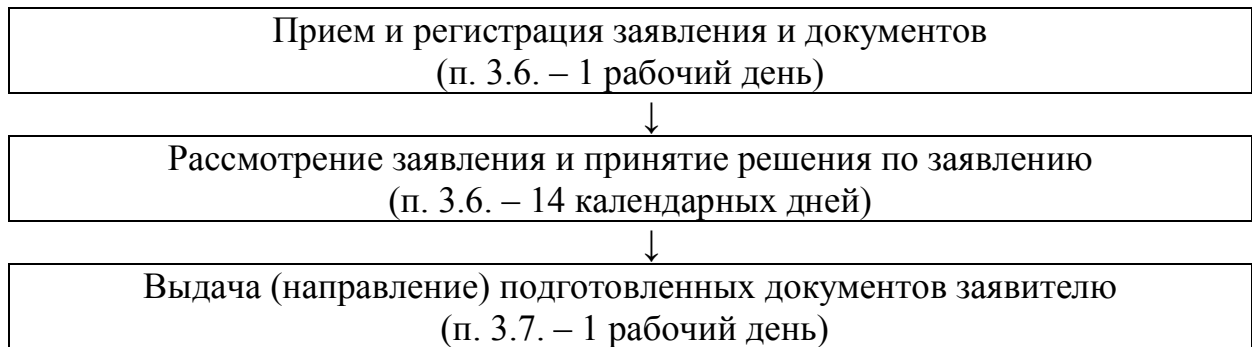 Прием и регистрация заявления и документов
(п. 3.6. – 1 рабочий день)
↓
Рассмотрение заявления и принятие решения по заявлению
(п. 3.6. – 14 календарных дней)
↓
Выдача (направление) подготовленных документов заявителю
(п. 3.7. – 1 рабочий день)